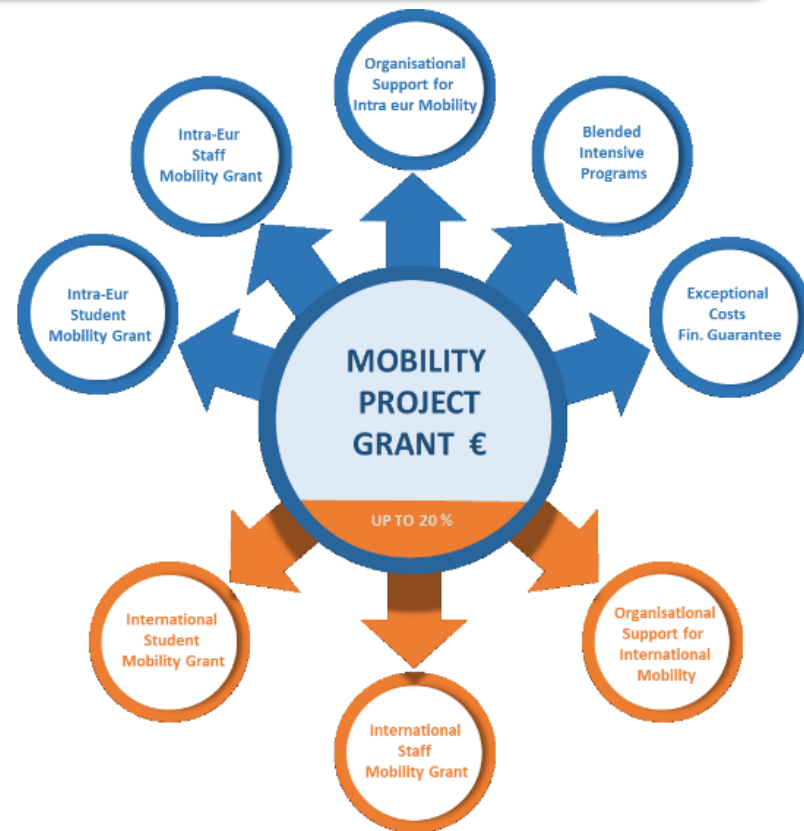 Organisational
Support for
Intra eur Mobility
Intra-Eur
Staff
Mobility Grant
Blended
Intensive
Programs
Intra-Eur
Student
Mobility Grant
Exceptional
Costs
Fin. Guarantee
MOBILITY
PROJECT
GRANT €
UP TO 20 %
International
Student
Mobility Grant
Organisational
Support for
International
Mobility
International
Staff
Mobility Grant